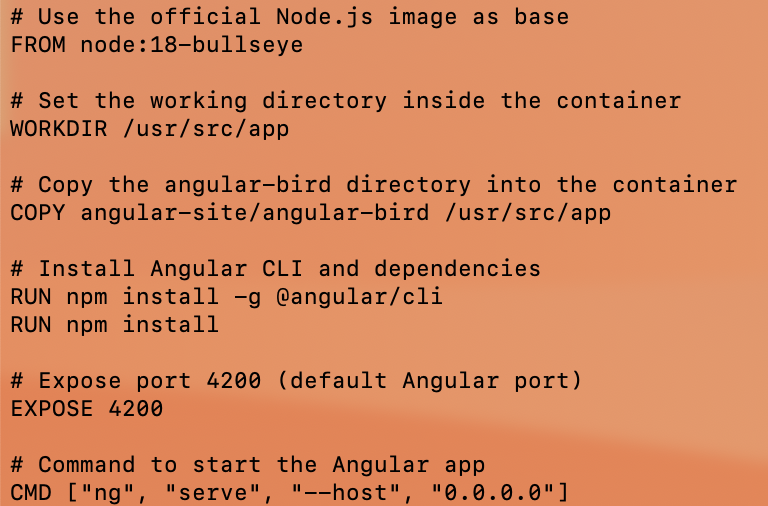 # Use the official Node.js image as base
FROM node:18-bullseye
# Set the working directory inside the container
WORKDIR /usr/src/app
# Copy the angular-bird directory into the container
COPY angular-site/angular-bird /usr/src/app
# Install Angular CLI and dependencies
RUN npm install -g @angular/cli
RUN npm install
# Expose port 4200 (default Angular port)
EXPOSE 4200
# Command to start the Angular app
CMD ["ng", "serve", "--host", "0.0.0.0"]